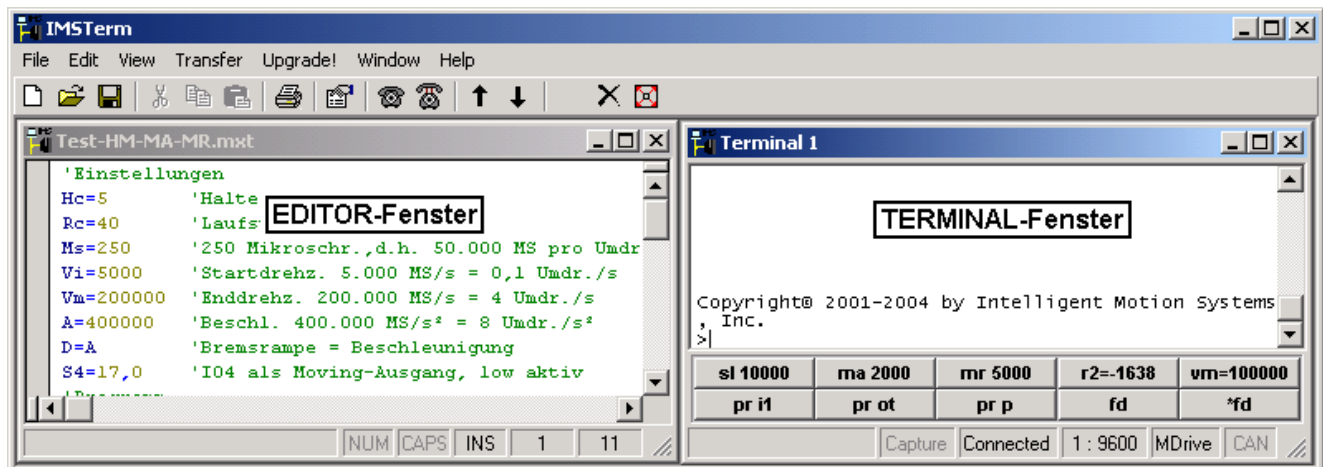 IMSTerm
File Edit View Transfer Upgrade! Window Help
Test-HM-MA-MR.mxt
'Einstellungen
Hc=5 'Halte
Rc=40 'Laufs
EDITOR-Fenster
Ms=250 '250 Mikroschr.,d.h. 50.000 MS pro Umdr
Vi=5000 'Startdrehz. 5.000 MS/s = 0,1 Umdr./s
Vm=200000 'Enddrehz. 200.000 MS/s = 4 Umdr./s
A=400000 'Beschl. 400.000 MS/s² = 8 Umdr./s²
D=A 'Bremsrampe = Beschleunigung
S4=17,0 'IO4 als Moving-Ausgang, low aktiv
NUM CAPS INS 1 11
Terminal 1
TERMINAL-Fenster
Copyright® 2001-2004 by Intelligent Motion Systems
, Inc.
>
sl 10000 ma 2000 mr 5000 r2=-1638 vm=100000
pr i1 pr ot pr p fd *fd
Capture Connected 1 : 9600 MDrive CAN